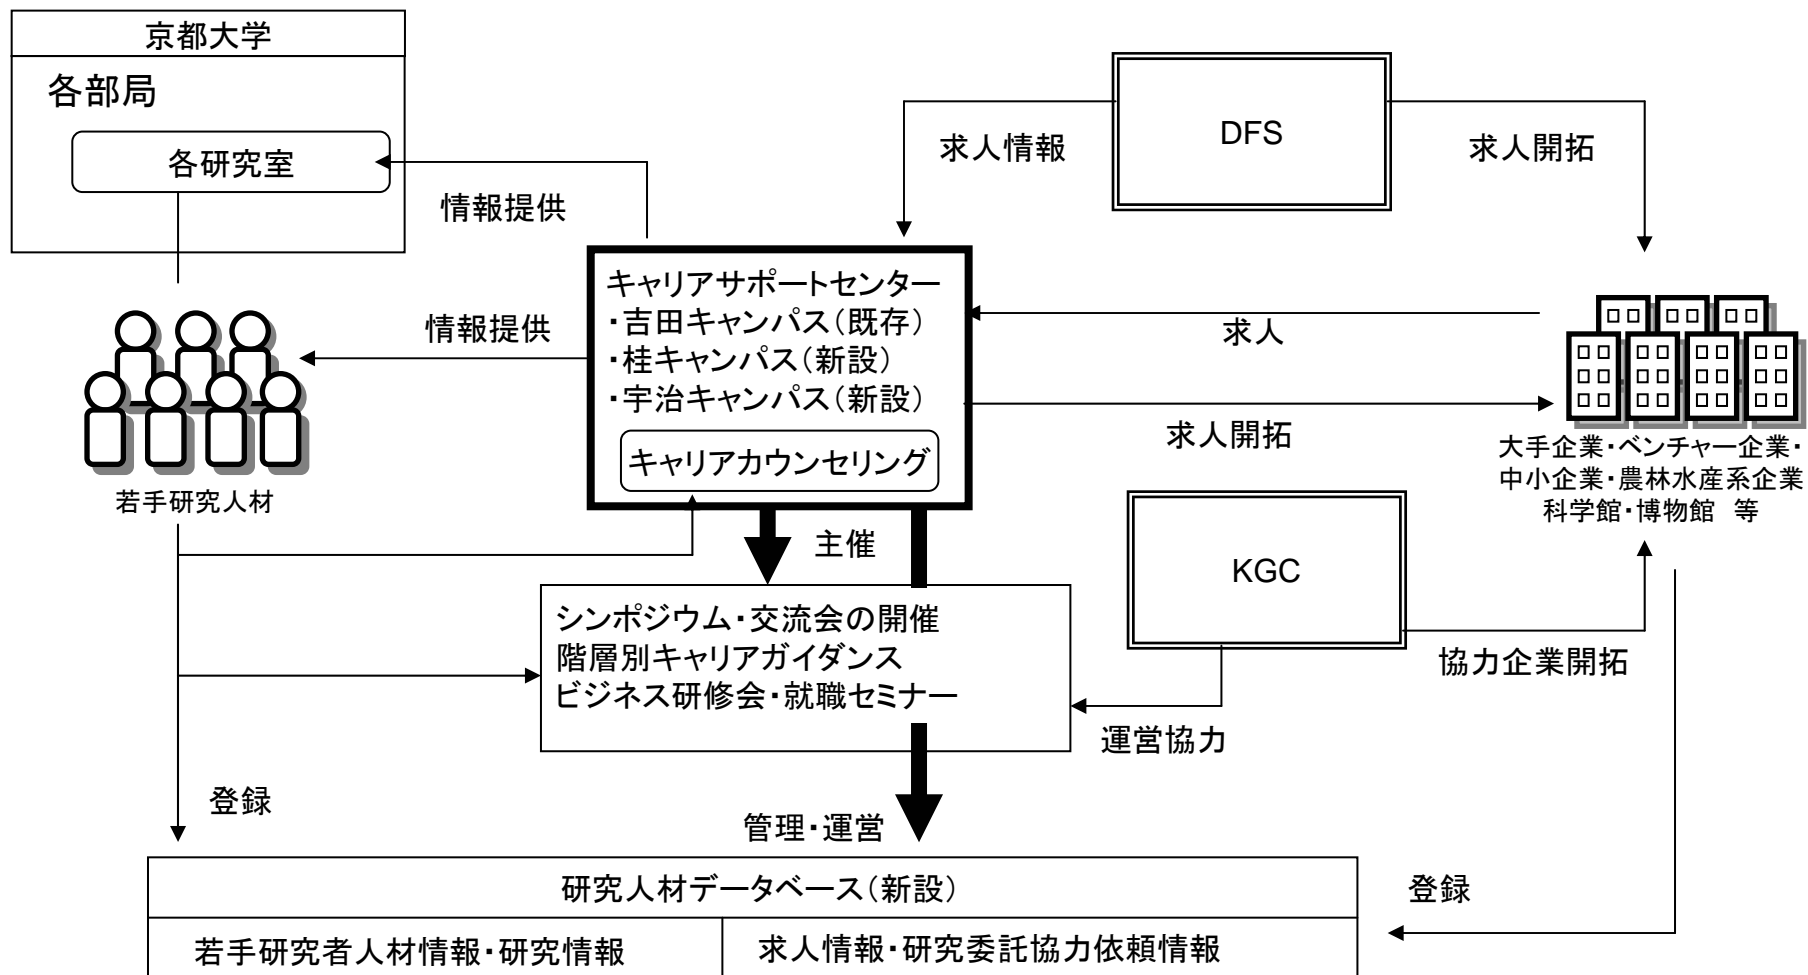 京都大学
各部局
各研究室
情報提供
求人情報
DFS
求人開拓
キャリアサポートセンター
・吉田キャンパス(既存)
・桂キャンパス(新設)
・宇治キャンパス(新設)
キャリアカウンセリング
情報提供
求人
求人開拓
若手研究人材
大手企業・ベンチャー企業・
中小企業・農林水産系企業
科学館・博物館 等
主催
KGC
シンポジウム・交流会の開催
階層別キャリアガイダンス
ビジネス研修会・就職セミナー
協力企業開拓
運営協力
登録
管理・運営
研究人材データベース(新設)
登録
若手研究者人材情報・研究情報
求人情報・研究委託協力依頼情報